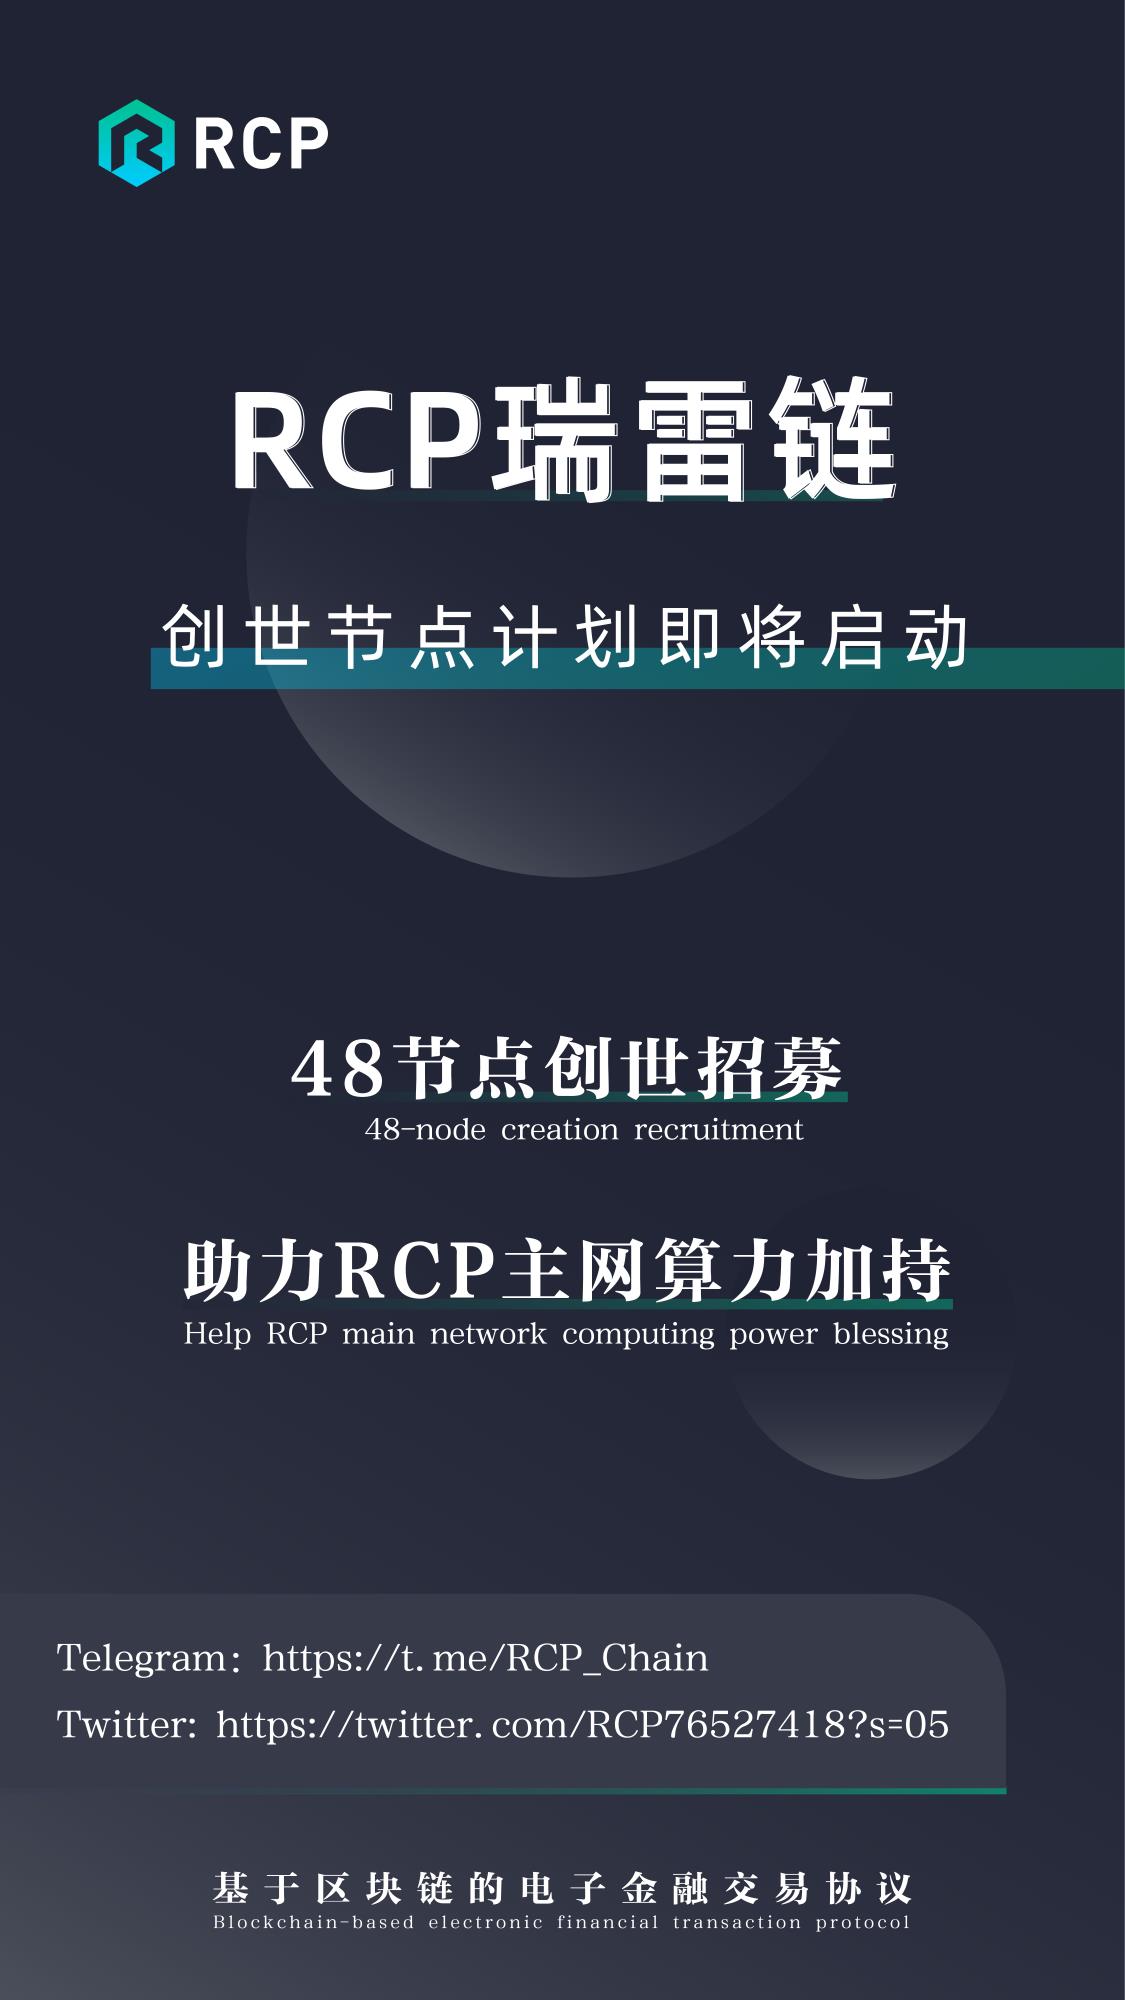 RCP
RCP瑞雷链
创世节点计划即将启动
48节点创世招募
48-node creation recruitment
助力RCP主网算力加持
Help RCP main network computing power blessing
Telegram: https://t.me/RCP_Chain
Twitter: https://twitter.com/RCP76527418?s=05
基于区块链的电子金融交易协议
Blockchain-based electronic financial transaction protocol